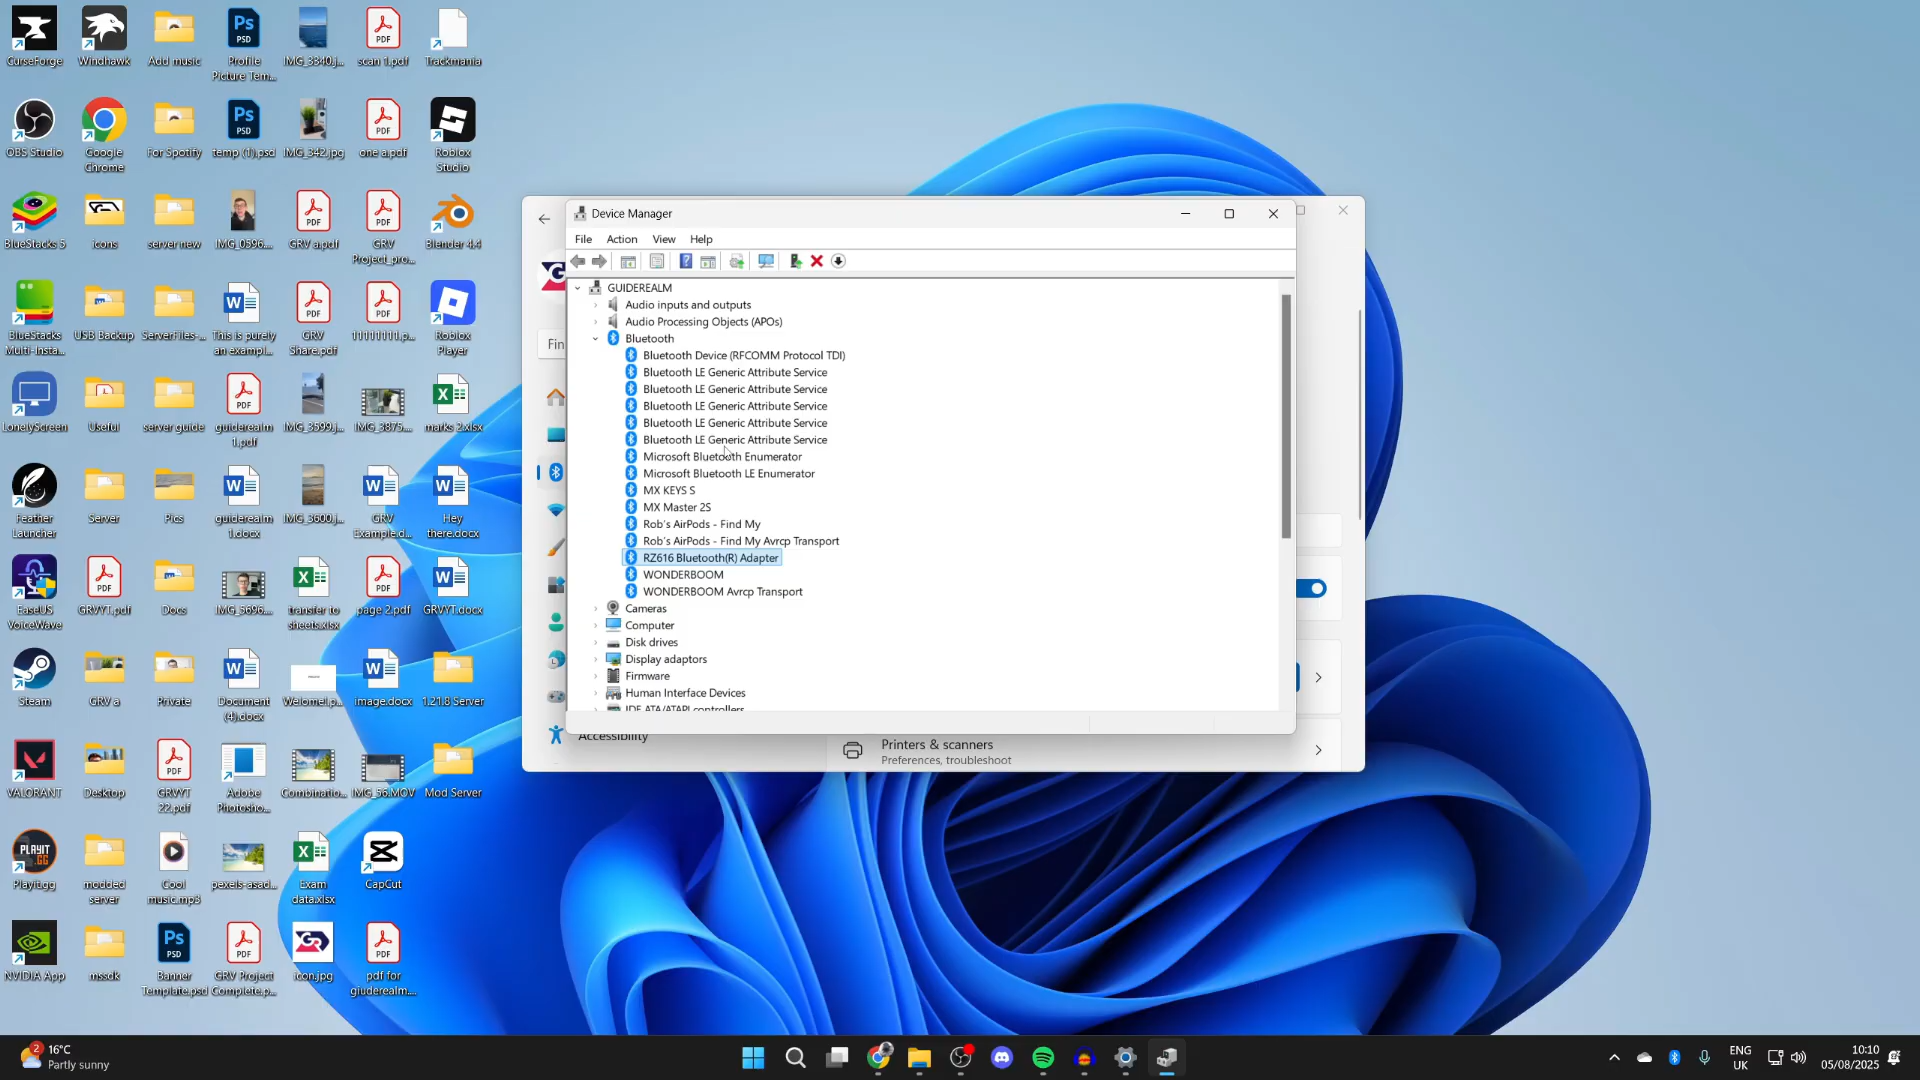 CurseForge
Windhawk
Add music
Profile
Picture Tem...
IMG_3340.j...
scan 1.pdf
Trackmania
OBS Studio
Google
Chrome
For Spotify
temp (1).psd
IMG_342.jpg
one a.pdf
Roblox
Studio
BlueStacks 5
icons
server new
IMG_0596....
GRV a.pdf
GRV
Project_pro...
Blender 4.4
BlueStacks
Multi-Insta...
USB Backup
ServerFiles-...
This is purely
an exampl...
GRV
Share.pdf
11111111.p...
Roblox
Player
LonelyScreen
Useful
server guide
guiderealm
1.pdf
IMG_3599.j...
IMG_3875....
marks 2.xlsx
Feather
Launcher
Server
Pics
guiderealm
1.docx
IMG_3600.j...
GRV
Example.d...
Hey
there.docx
EaseUS
VoiceWave
GRVYT.pdf
Docs
IMG_3696....
transfer to
sheets.xlsx
page 2.pdf
GRVYT.docx
Steam
GRV a
Private
Document
(4).docx
Welome!.p...
image.docx
1.21.8 Server
VALORANT
Desktop
GRVYT
22.pdf
Adobe
Photosho...
Combinatio...
IMG_56.MOV
Mod Server
Playit.gg
modded
server
Cool
music.mp3
pexels-asad...
Exam
data.xlsx
CapCut
NVIDIA App
mssdk
Banner
Template.psd
GRV Project
Complete.p...
icon.jpg
pdf for
giuderealm....
Device Manager
File Action View Help
Fin
GUIDEREALM
Audio inputs and outputs
Audio Processing Objects (APOs)
Bluetooth
Bluetooth Device (RFCOMM Protocol TDI)
Bluetooth LE Generic Attribute Service
Bluetooth LE Generic Attribute Service
Bluetooth LE Generic Attribute Service
Bluetooth LE Generic Attribute Service
Bluetooth LE Generic Attribute Service
Microsoft Bluetooth Enumerator
Microsoft Bluetooth LE Enumerator
MX KEYS S
MX Master 2S
Rob's AirPods - Find My
Rob's AirPods - Find My Avrcp Transport
RZ616 Bluetooth(R) Adapter
WONDERBOOM
WONDERBOOM Avrcp Transport
Cameras
Computer
Disk drives
Display adaptors
Firmware
Human Interface Devices
IDE ATA/ATAPI controllers
Accessibility
Printers & scanners
Preferences, troubleshoot
2
16°C
Partly sunny
ENG
UK
10:10
05/08/2025